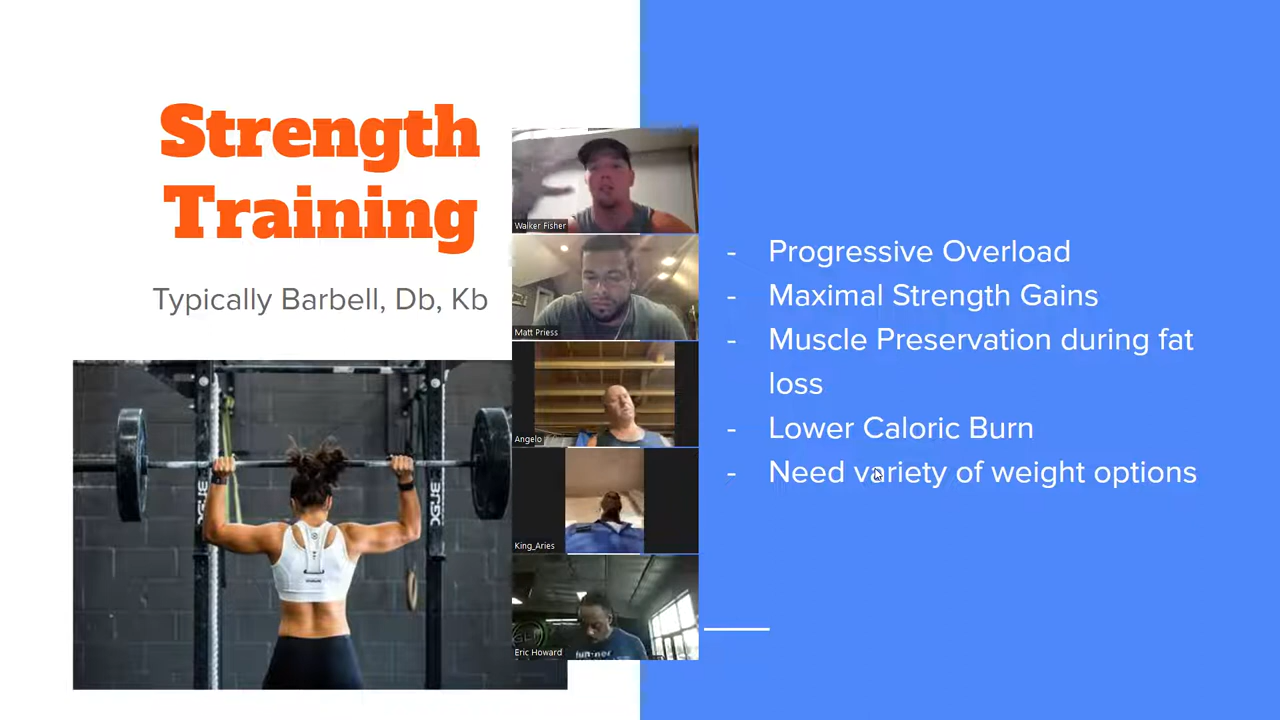 Strength
Training
Typically Barbell, Db, Kb
Walker Fisher
Matt Priess
Angelo
King_Aries
Eric Howard
- Progressive Overload
- Maximal Strength Gains
- Muscle Preservation during fat
loss
- Lower Caloric Burn
- Need variety of weight options